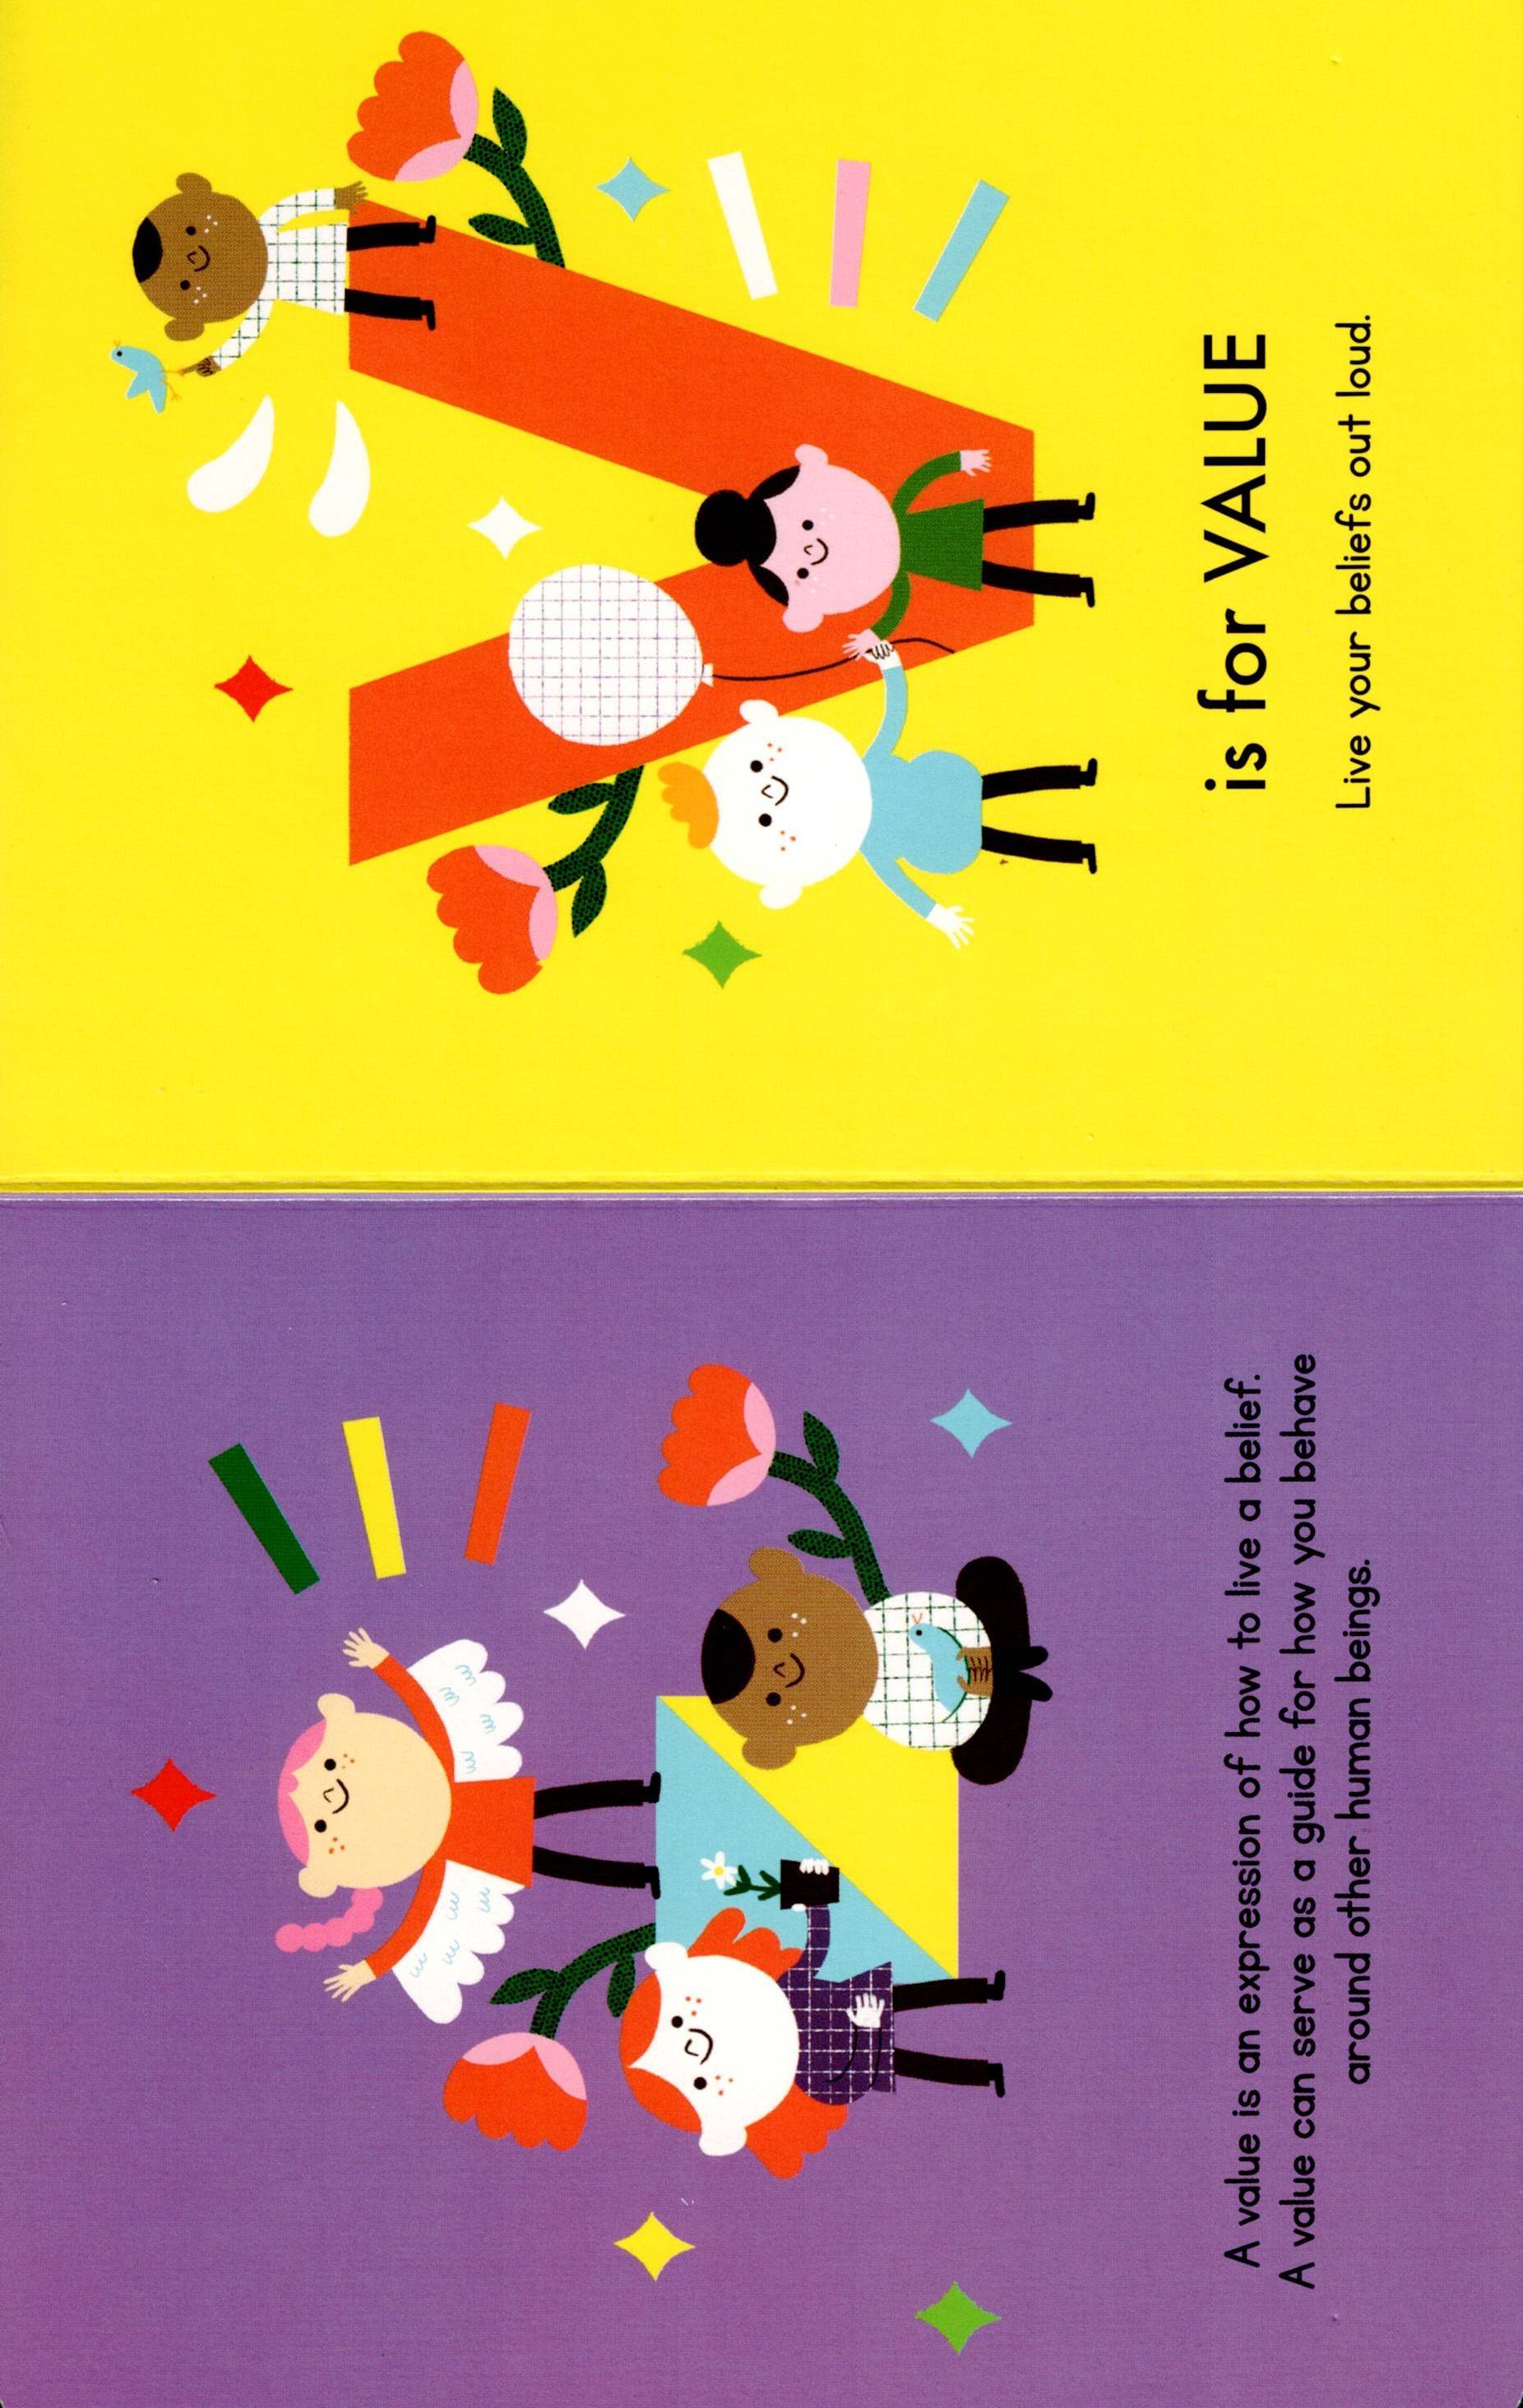 A value is an expression of how to live a belief.
A value can serve as a guide for how you behave
around other human beings.
V
is for VALUE
Live your beliefs out loud.